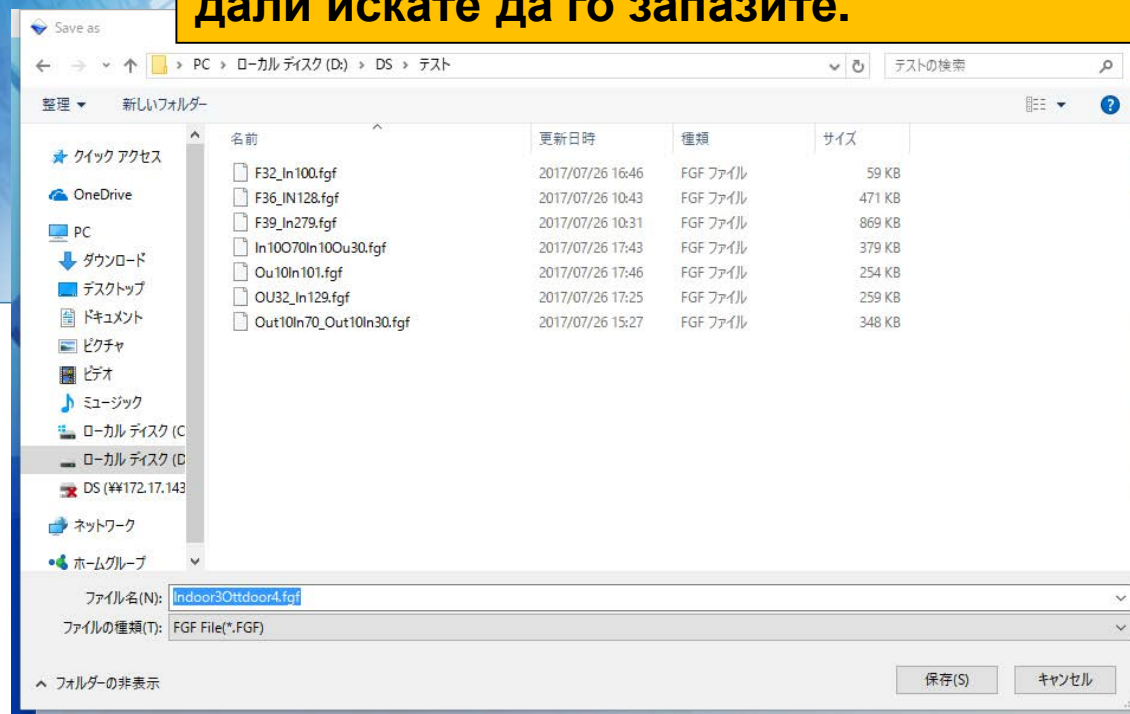 дали искате да го запазите.
Save as
PC › ローカル ディスク (D:) › DS › テスト
テストの検索
整理 新しいフォルダー
名前 更新日時 種類 サイズ
クイック アクセス
OneDrive
PC
ダウンロード
デスクトップ
ドキュメント
ピクチャ
ビデオ
ミュージック
ローカル ディスク (C
ローカル ディスク (D
DS (¥¥172.17.143
ネットワーク
ホームグループ
F32_In100.fgf 2017/07/26 16:46 FGF ファイル 59 KB
F36_IN128.fgf 2017/07/26 10:43 FGF ファイル 471 KB
F39_In279.fgf 2017/07/26 10:31 FGF ファイル 869 KB
In10O70In10Ou30.fgf 2017/07/26 17:43 FGF ファイル 379 KB
Ou10In101.fgf 2017/07/26 17:46 FGF ファイル 254 KB
OU32_In129.fgf 2017/07/26 17:25 FGF ファイル 259 KB
Out10In70_Out10In30.fgf 2017/07/26 15:27 FGF ファイル 348 KB
ファイル名(N): Indoor3Ottdoor4.fgf
ファイルの種類(T): FGF File(*.FGF)
フォルダーの非表示
保存(S) キャンセル